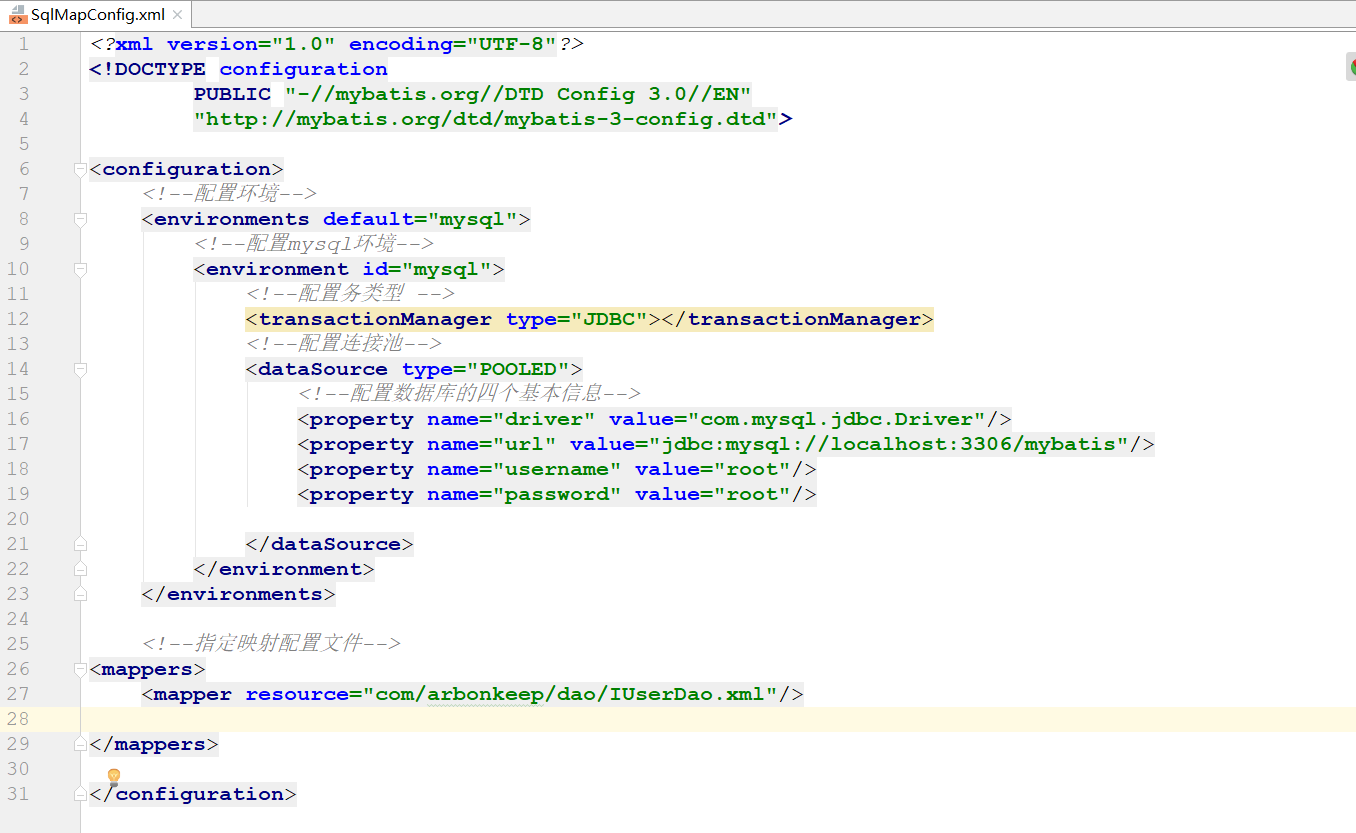 SqlMapConfig.xml
1 <?xml version="1.0" encoding="UTF-8"?>
2 <!DOCTYPE configuration
3         PUBLIC "-//mybatis.org//DTD Config 3.0//EN"
4         "http://mybatis.org/dtd/mybatis-3-config.dtd">
5
6 <configuration>
7     <!--配置环境-->
8     <environments default="mysql">
9         <!--配置mysql环境-->
10         <environment id="mysql">
11             <!--配置务类型 -->
12             <transactionManager type="JDBC"></transactionManager>
13             <!--配置连接池-->
14             <dataSource type="POOLED">
15                 <!--配置数据库的四个基本信息-->
16                 <property name="driver" value="com.mysql.jdbc.Driver"/>
17                 <property name="url" value="jdbc:mysql://localhost:3306/mybatis"/>
18                 <property name="username" value="root"/>
19                 <property name="password" value="root"/>
20
21             </dataSource>
22         </environment>
23     </environments>
24
25     <!--指定映射配置文件-->
26 <mappers>
27     <mapper resource="com/arbonkeep/dao/IUserDao.xml"/>
28
29 </mappers>
30
31 </configuration>